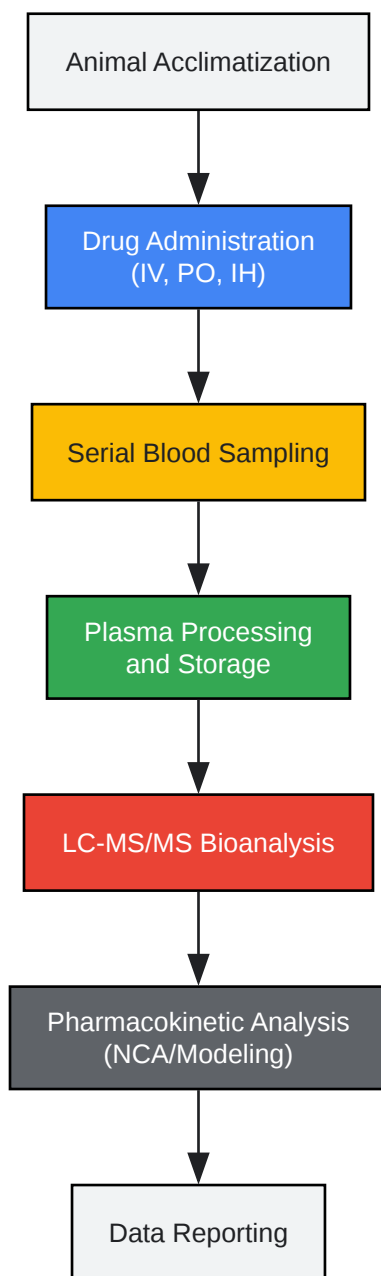 Animal Acclimatization
Drug Administration
(IV, PO, IH)
Serial Blood Sampling
Plasma Processing
and Storage
LC-MS/MS Bioanalysis
Pharmacokinetic Analysis
(NCA/Modeling)
Data Reporting